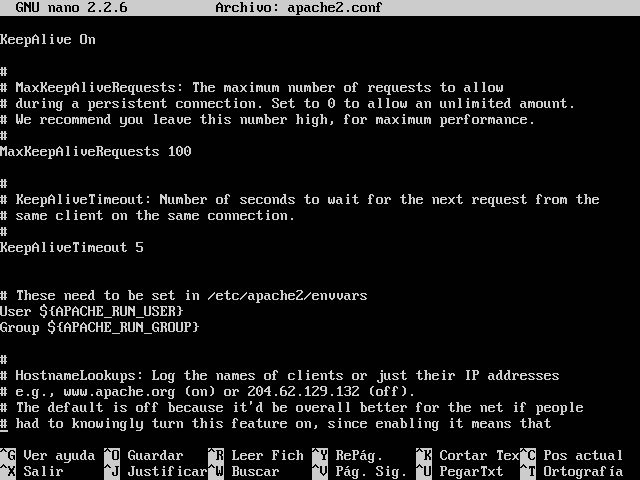 GNU nano 2.2.6 Archivo: apache2.conf
KeepAlive On
#
# MaxKeepAliveRequests: The maximum number of requests to allow
# during a persistent connection. Set to 0 to allow an unlimited amount.
# We recommend you leave this number high, for maximum performance.
#
MaxKeepAliveRequests 100
#
# KeepAliveTimeout: Number of seconds to wait for the next request from the
# same client on the same connection.
#
KeepAliveTimeout 5
# These need to be set in /etc/apache2/envvars
User ${APACHE_RUN_USER}
Group ${APACHE_RUN_GROUP}
#
# HostnameLookups: Log the names of clients or just their IP addresses
# e.g., www.apache.org (on) or 204.62.129.132 (off).
# The default is off because it'd be overall better for the net if people
# had to knowingly turn this feature on, since enabling it means that
#
^G Ver ayuda ^O Guardar ^R Leer Fich ^Y RePág. ^K Cortar Tex ^C Pos actual
^X Salir ^J Justificar ^W Buscar ^V Pág. Sig. ^U PegarTxt ^T Ortografía